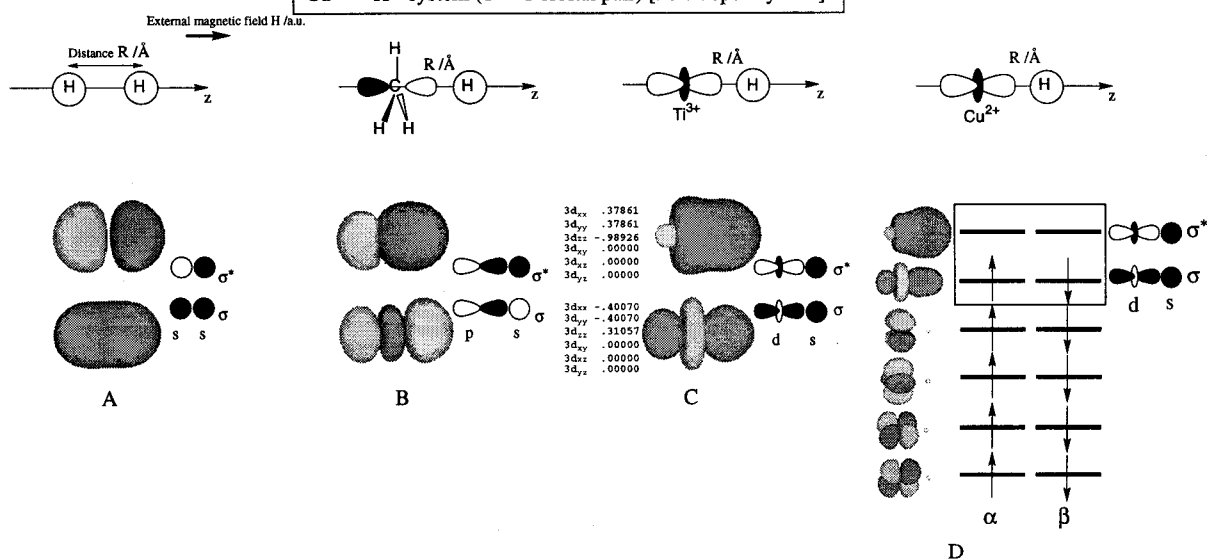 External magnetic field H /a.u.
Distance R /Å
H H z
H
C
H H
R /Å
H z
R /Å
H z
Ti3+
R /Å
H z
Cu2+
σ*
σ
s s
A
σ*
σ
p s
B
3dxx .37861
3dyy .37861
3dzz -.98926
3dxy .00000
3dxz .00000
3dyz .00000
3dxx -.40070
3dyy -.40070
3dzz .31057
3dxy .00000
3dxz .00000
3dyz .00000
σ*
σ
d s
C
σ*
σ
d s
α β
D